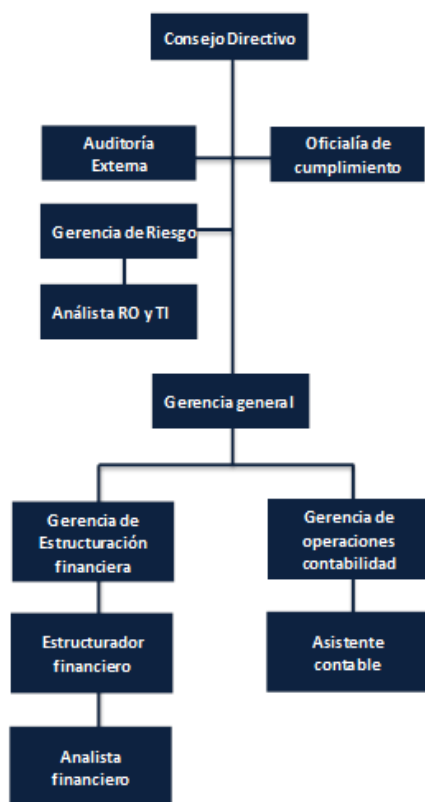 Consejo Directivo
Auditoría
Externa
Oficialía de
cumplimiento
Gerencia de Riesgo
Análista RO y TI
Gerencia general
Gerencia de
Estructuración
financiera
Gerencia de
operaciones
contabilidad
Estructurador
financiero
Asistente
contable
Analista
financiero